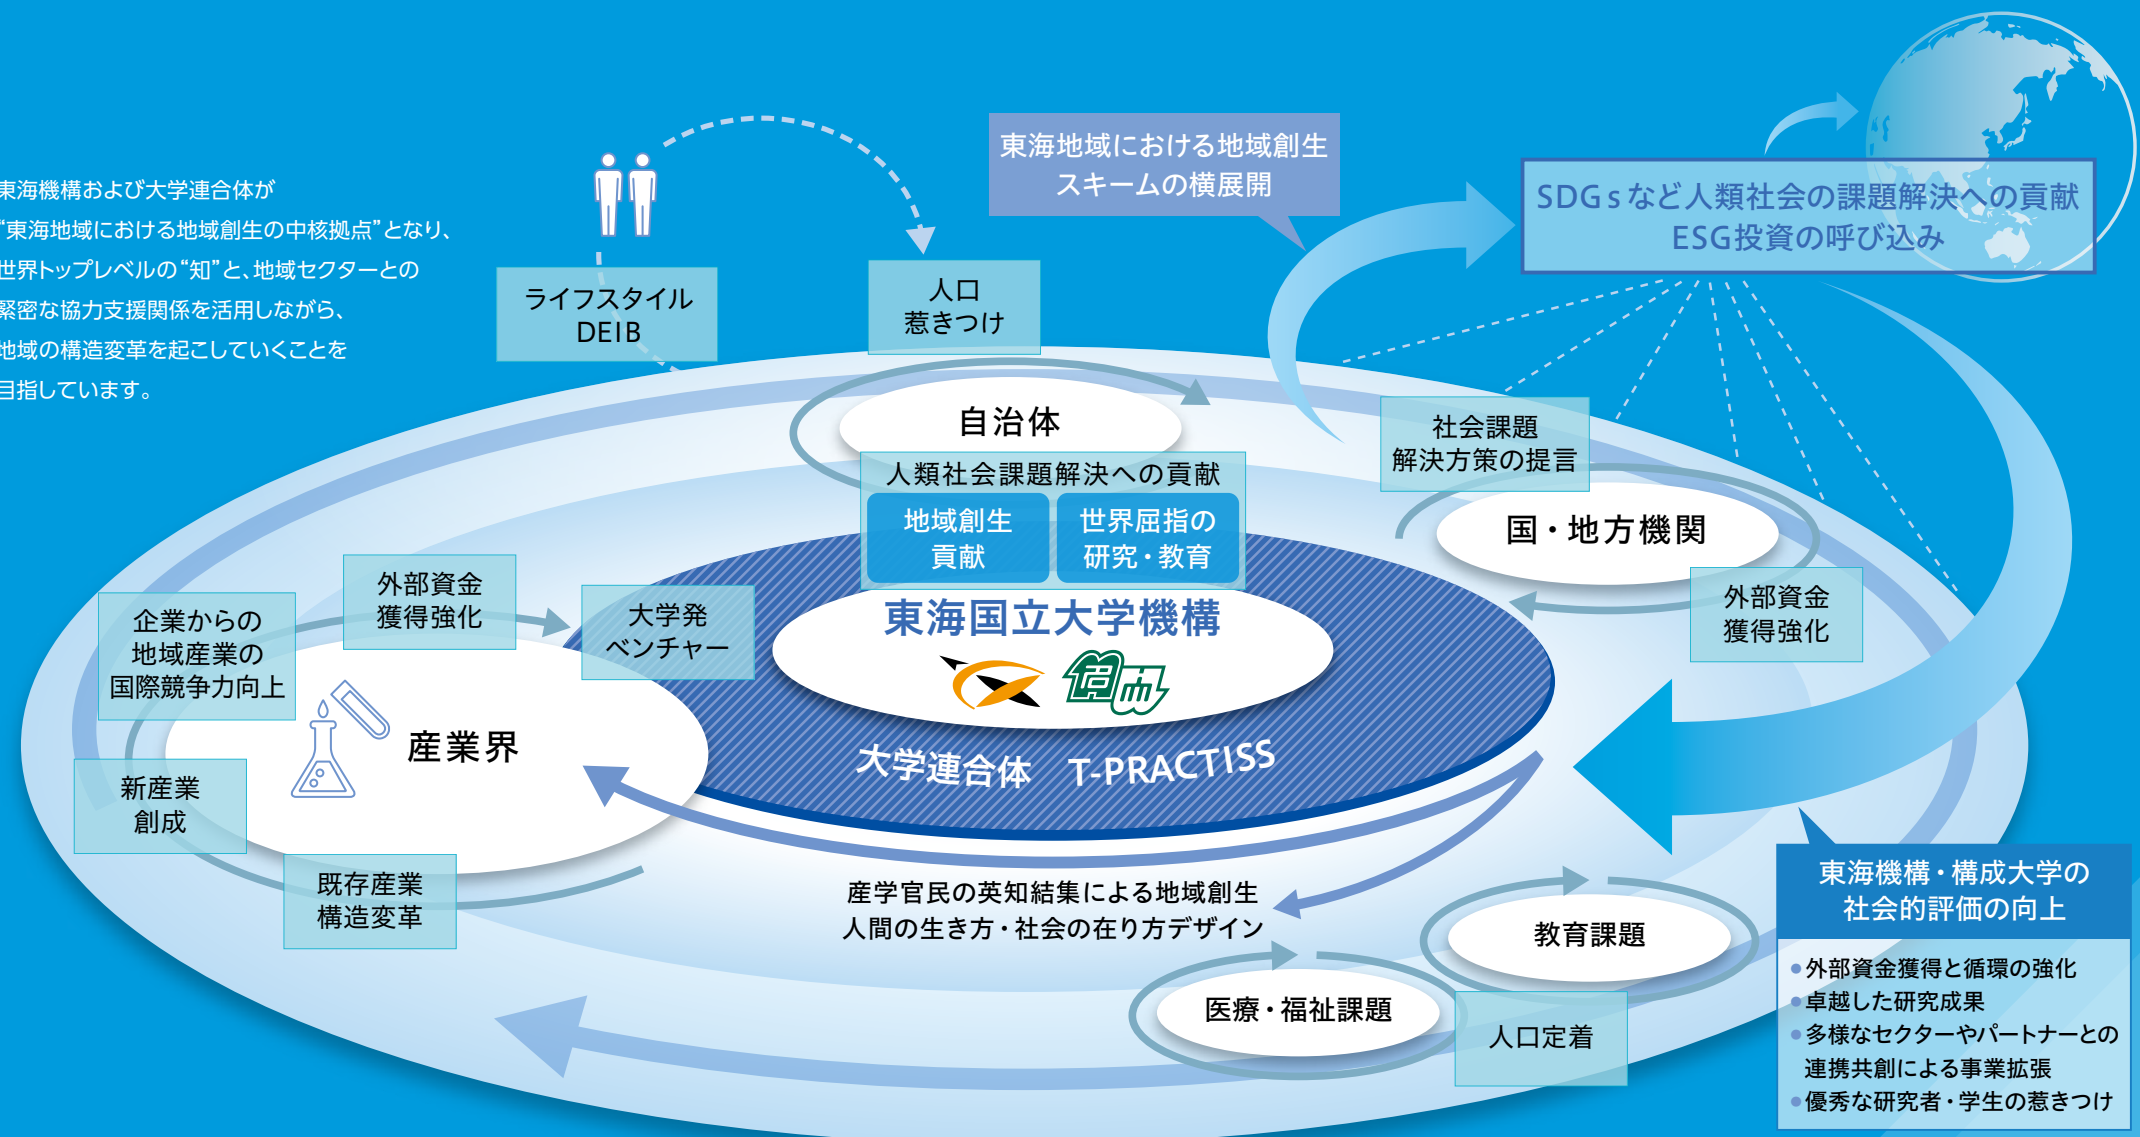 東海機構および大学連合体が
“東海地域における地域創生の中核拠点”となり、
世界トップレベルの“知”と、地域セクターとの
緊密な協力支援関係を活用しながら、
地域の構造変革を起こしていくことを
目指しています。
東海地域における地域創生
スキームの横展開
SDGsなど人類社会の課題解決への貢献
ESG投資の呼び込み
ライフスタイル
DEIB
人口
惹きつけ
自治体
人類社会課題解決への貢献
地域創生
貢献
世界屈指の
研究・教育
社会課題
解決方策の提言
国・地方機関
外部資金
獲得強化
外部資金
獲得強化
大学発
ベンチャー
企業からの
地域産業の
国際競争力向上
東海国立大学機構
産業界
大学連合体 T-PRACTISS
新産業
創成
既存産業
構造変革
産学官民の英知結集による地域創生
人間の生き方・社会の在り方デザイン
教育課題
医療・福祉課題
人口定着
東海機構・構成大学の
社会的評価の向上
●外部資金獲得と循環の強化
●卓越した研究成果
●多様なセクターやパートナーとの
連携共創による事業拡張
●優秀な研究者・学生の惹きつけ